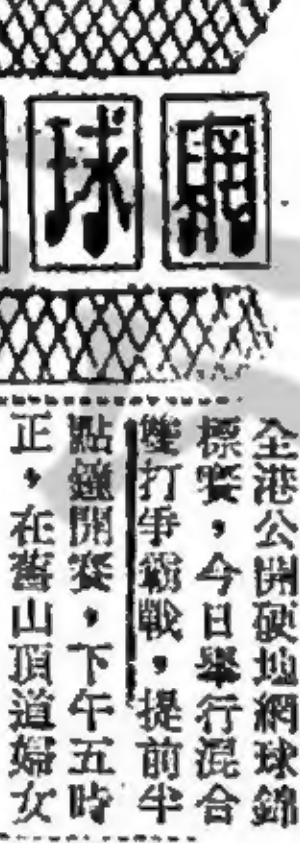 網球
全港公開硬地網球錦
標賽，今日舉行混合
雙打爭霸戰，提前半
點鐘開賽，下午五時
正，在舊山頂道婦女